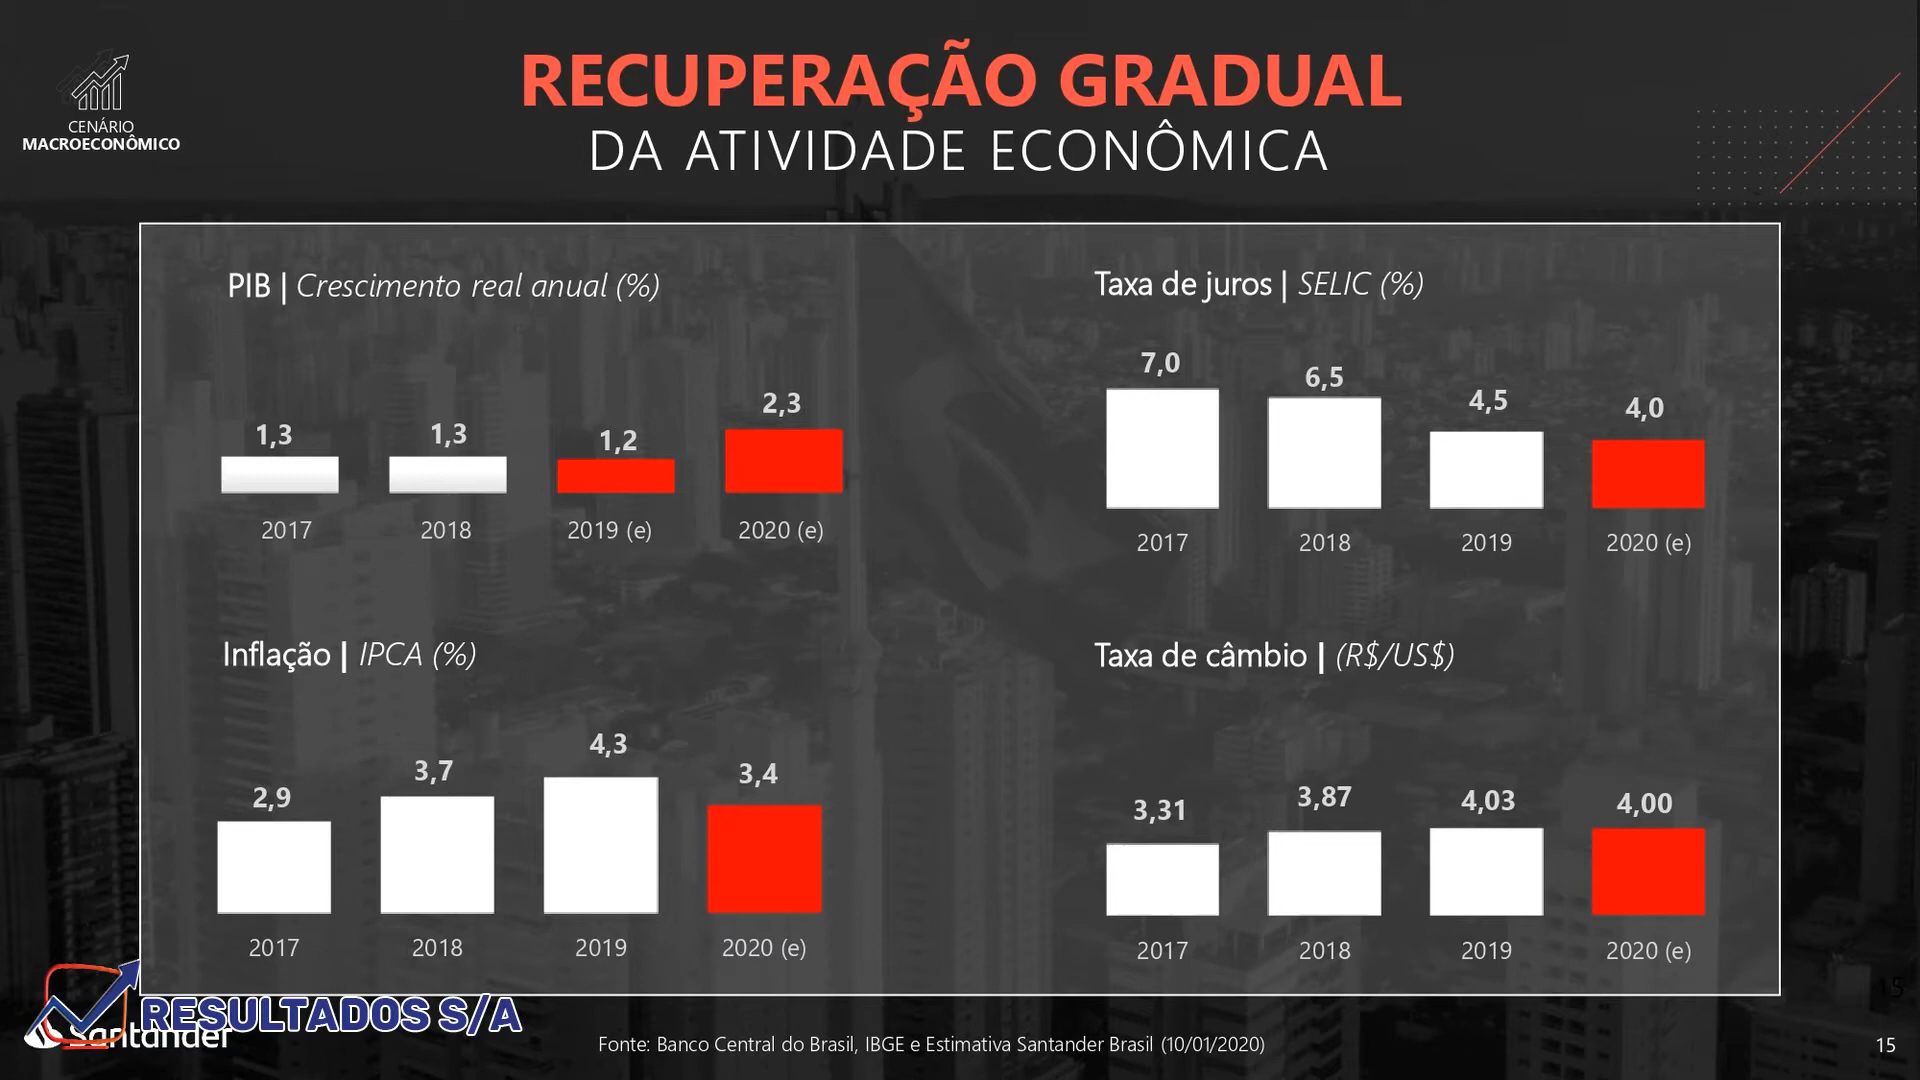 CENÁRIO
MACROECONÔMICO
RECUPERAÇÃO GRADUAL
DA ATIVIDADE ECONÔMICA
PIB | Crescimento real anual (%)
1,3
1,3
1,2
2,3
2017
2018
2019 (e)
2020 (e)
Taxa de juros | SELIC (%)
7,0
6,5
4,5
4,0
2017
2018
2019
2020 (e)
Inflação | IPCA (%)
2,9
3,7
4,3
3,4
2017
2018
2019
2020 (e)
Taxa de câmbio | (R$/US$)
3,31
3,87
4,03
4,00
2017
2018
2019
2020 (e)
15
RESULTADOS S/A
Santander
Fonte: Banco Central do Brasil, IBGE e Estimativa Santander Brasil (10/01/2020)
15